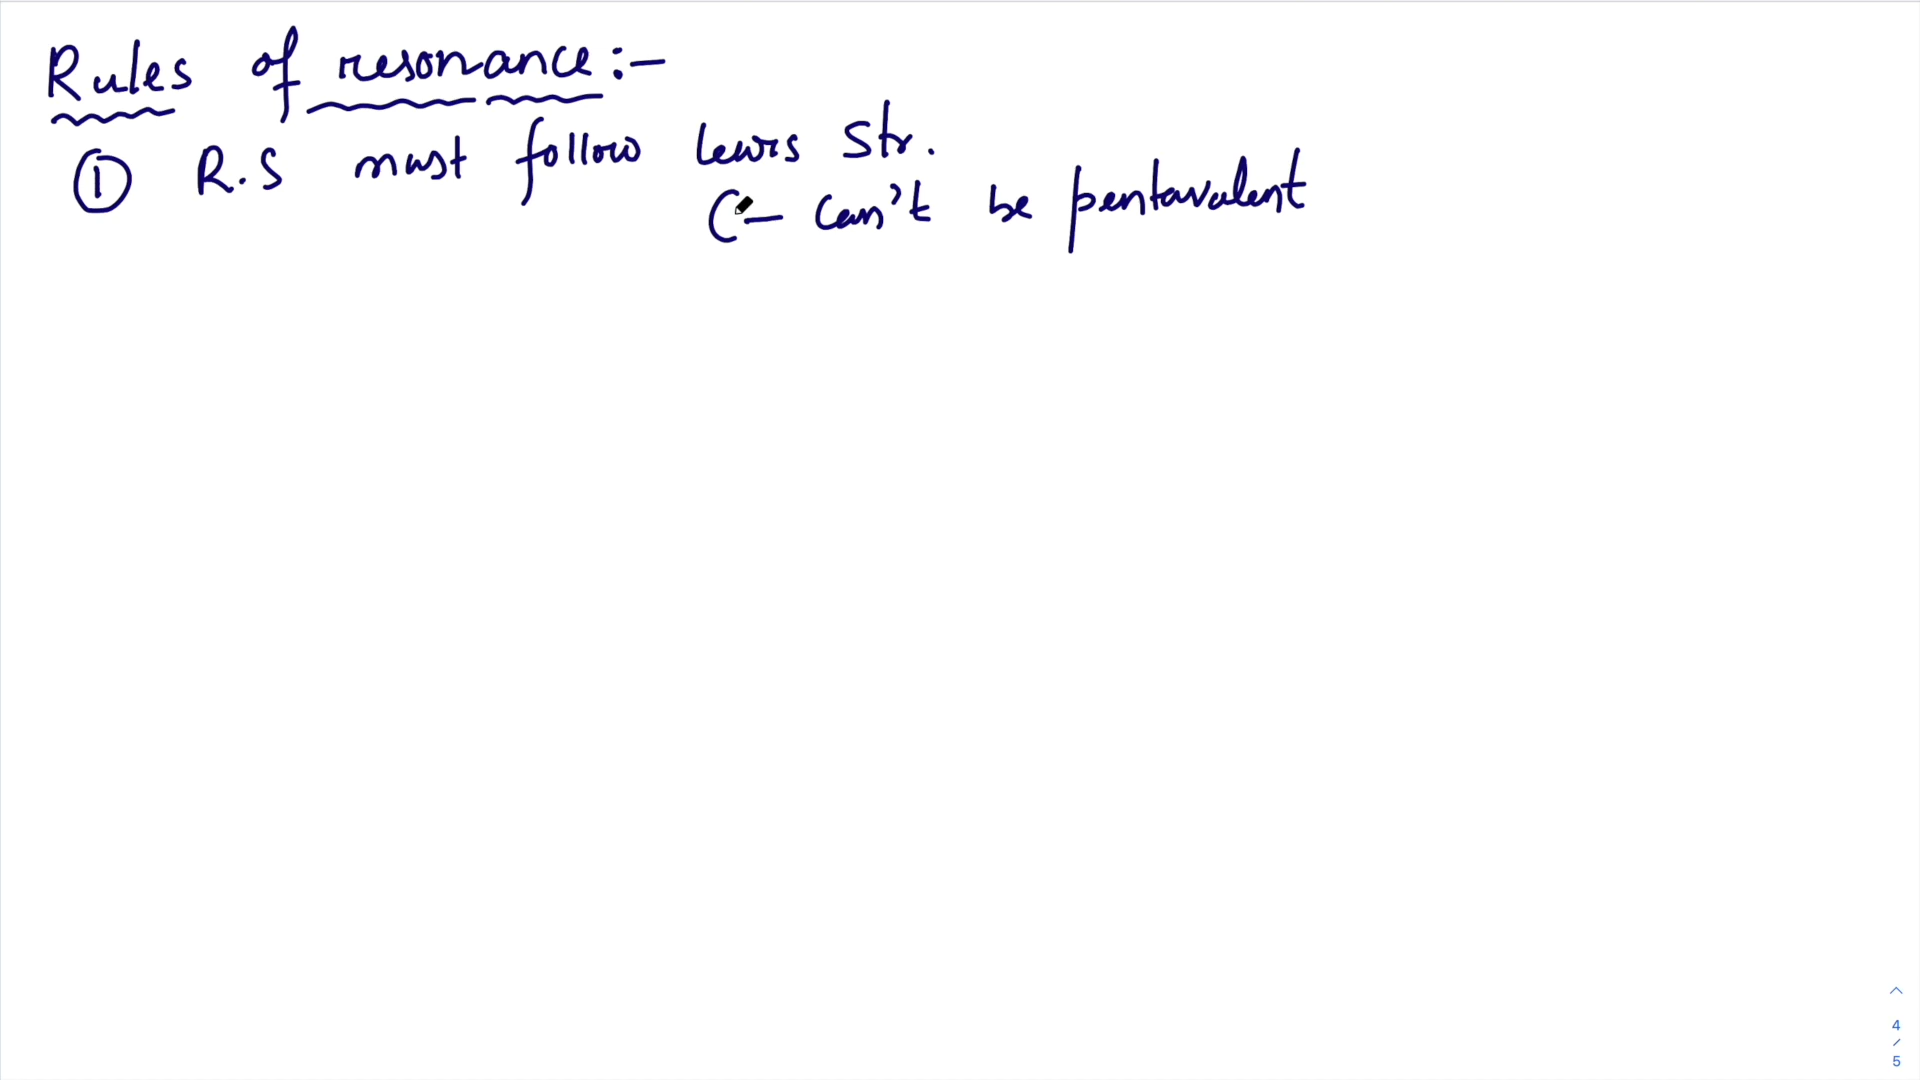 Rules of resonance :-
① R.S must follow lewis str.
C - can't be pentavalent
4
/
5